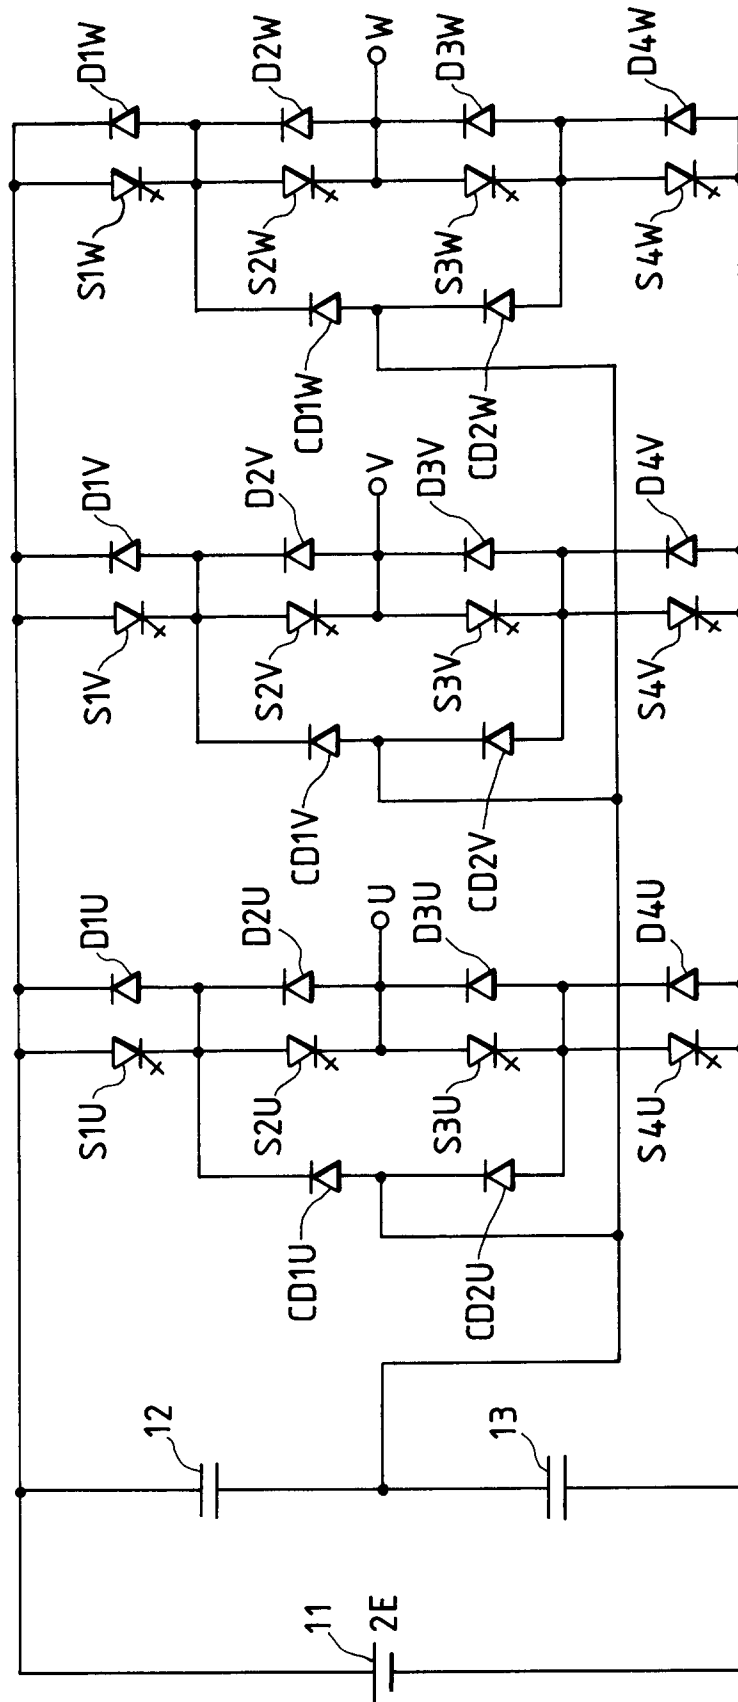 11
2E
12
13
S1U
D1U
S2U
D2U
CD1U
U
S3U
D3U
CD2U
S4U
D4U
S1V
D1V
S2V
D2V
CD1V
V
S3V
D3V
CD2V
S4V
D4V
S1W
D1W
S2W
D2W
CD1W
W
S3W
D3W
CD2W
S4W
D4W